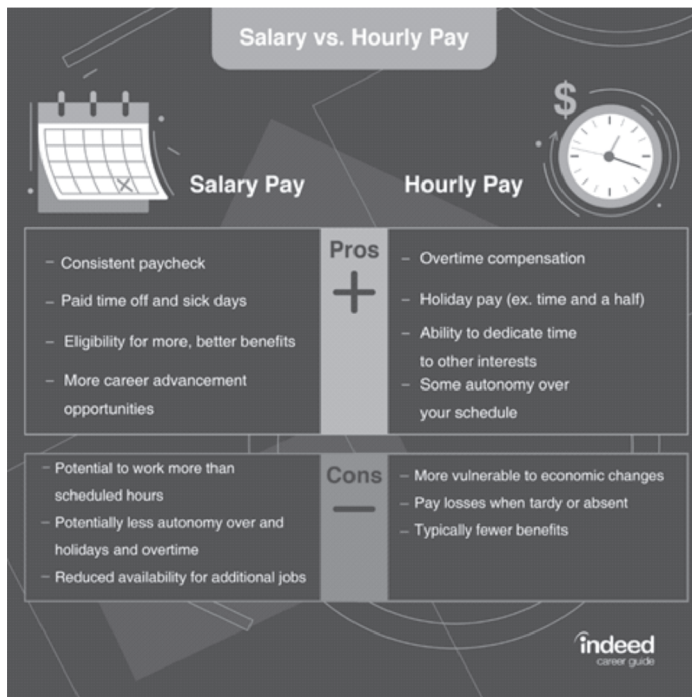 Salary vs. Hourly Pay
$
Salary Pay
Hourly Pay
Pros
+
– Consistent paycheck
– Paid time off and sick days
– Eligibility for more, better benefits
– More career advancement
opportunities
– Overtime compensation
– Holiday pay (ex. time and a half)
– Ability to dedicate time
to other interests
– Some autonomy over
your schedule
Cons
–
– Potential to work more than
scheduled hours
– Potentially less autonomy over and
holidays and overtime
– Reduced availability for additional jobs
– More vulnerable to economic changes
– Pay losses when tardy or absent
– Typically fewer benefits
indeed
career guide